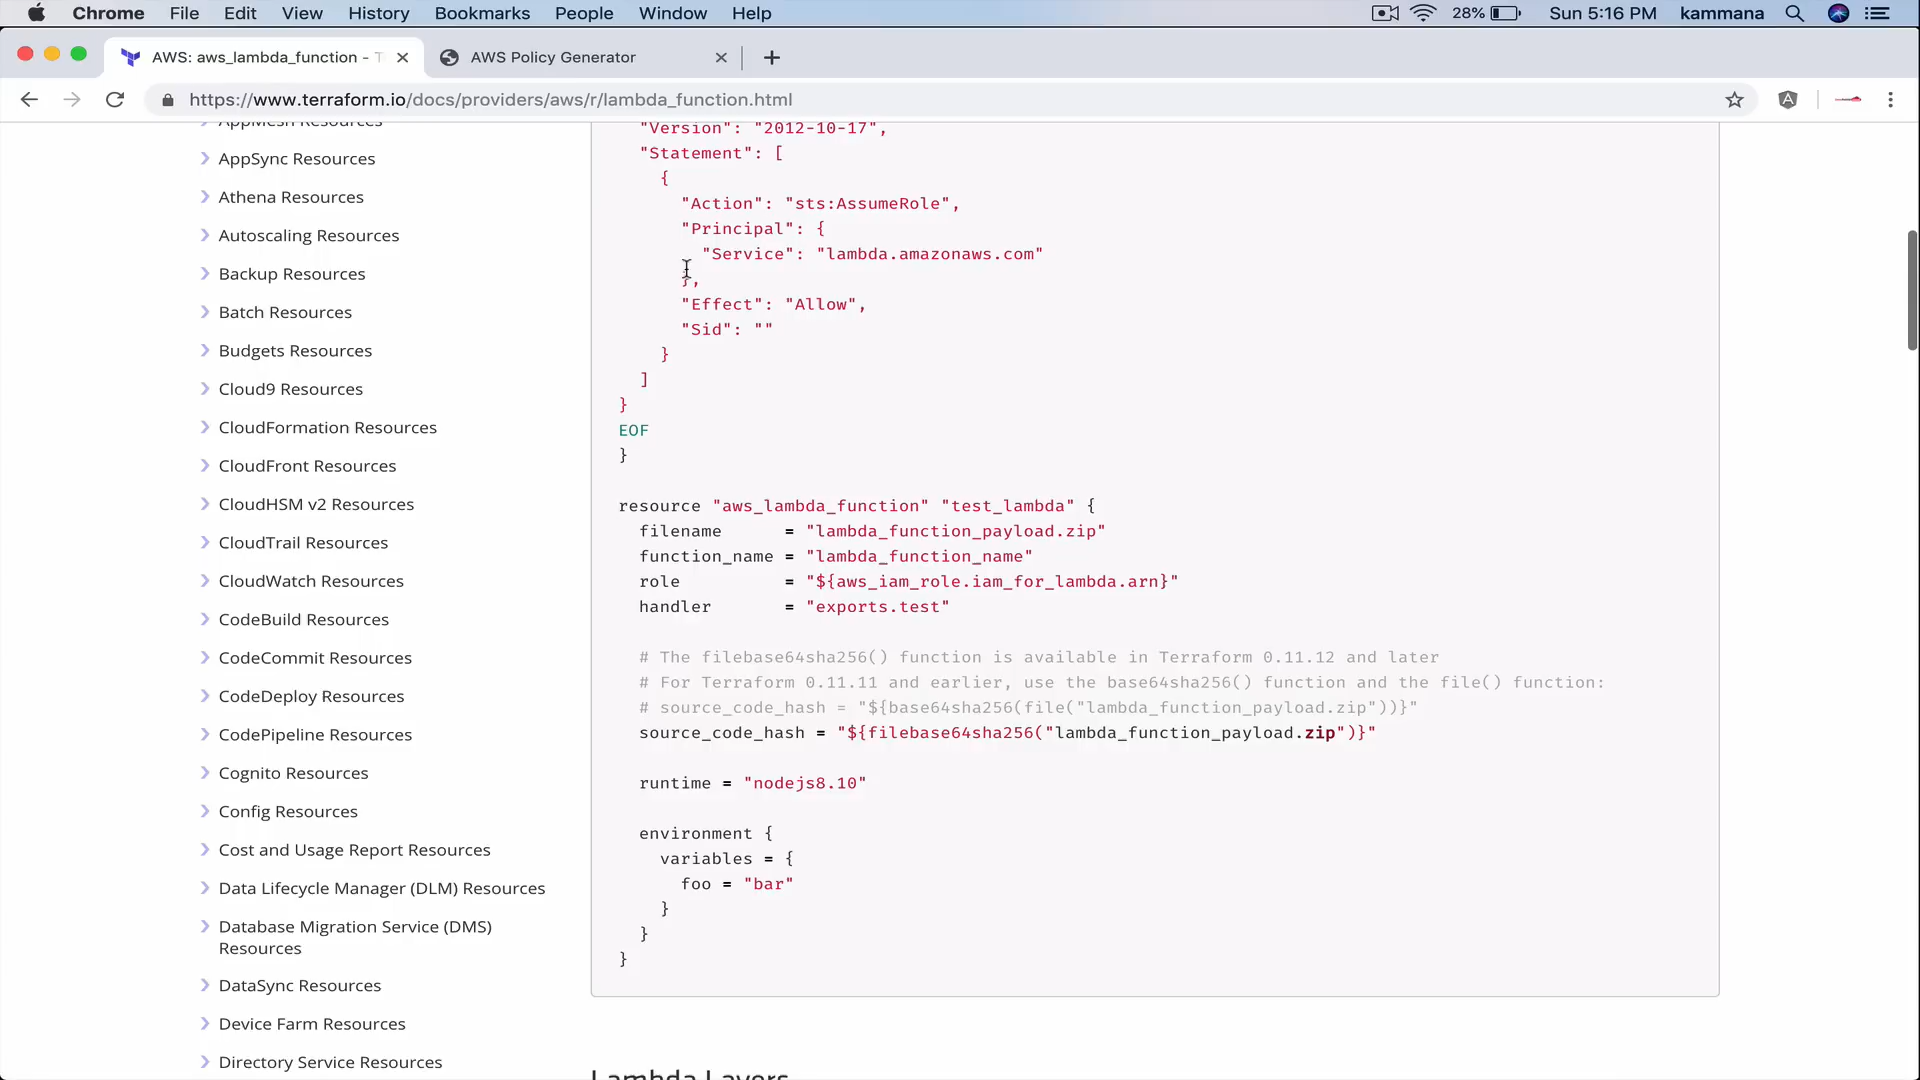 Chrome File Edit View History Bookmarks People Window Help 28% Sun 5:16 PM kammana
AWS: aws_lambda_function - T
AWS Policy Generator
https://www.terraform.io/docs/providers/aws/r/lambda_function.html
AppMesh Resources
AppSync Resources
Athena Resources
Autoscaling Resources
Backup Resources
Batch Resources
Budgets Resources
Cloud9 Resources
CloudFormation Resources
CloudFront Resources
CloudHSM v2 Resources
CloudTrail Resources
CloudWatch Resources
CodeBuild Resources
CodeCommit Resources
CodeDeploy Resources
CodePipeline Resources
Cognito Resources
Config Resources
Cost and Usage Report Resources
Data Lifecycle Manager (DLM) Resources
Database Migration Service (DMS)
Resources
DataSync Resources
Device Farm Resources
Directory Service Resources
"Version": "2012-10-17",
"Statement": [
{
"Action": "sts:AssumeRole",
"Principal": {
"Service": "lambda.amazonaws.com"
},
"Effect": "Allow",
"Sid": ""
}
]
}
EOF
}
resource "aws_lambda_function" "test_lambda" {
filename = "lambda_function_payload.zip"
function_name = "lambda_function_name"
role = "${aws_iam_role.iam_for_lambda.arn}"
handler = "exports.test"
# The filebase64sha256() function is available in Terraform 0.11.12 and later
# For Terraform 0.11.11 and earlier, use the base64sha256() function and the file() function:
# source_code_hash = "${base64sha256(file("lambda_function_payload.zip"))}"
source_code_hash = "${filebase64sha256("lambda_function_payload.zip")}"
runtime = "nodejs8.10"
environment {
variables = {
foo = "bar"
}
}
}
Lambda Layers